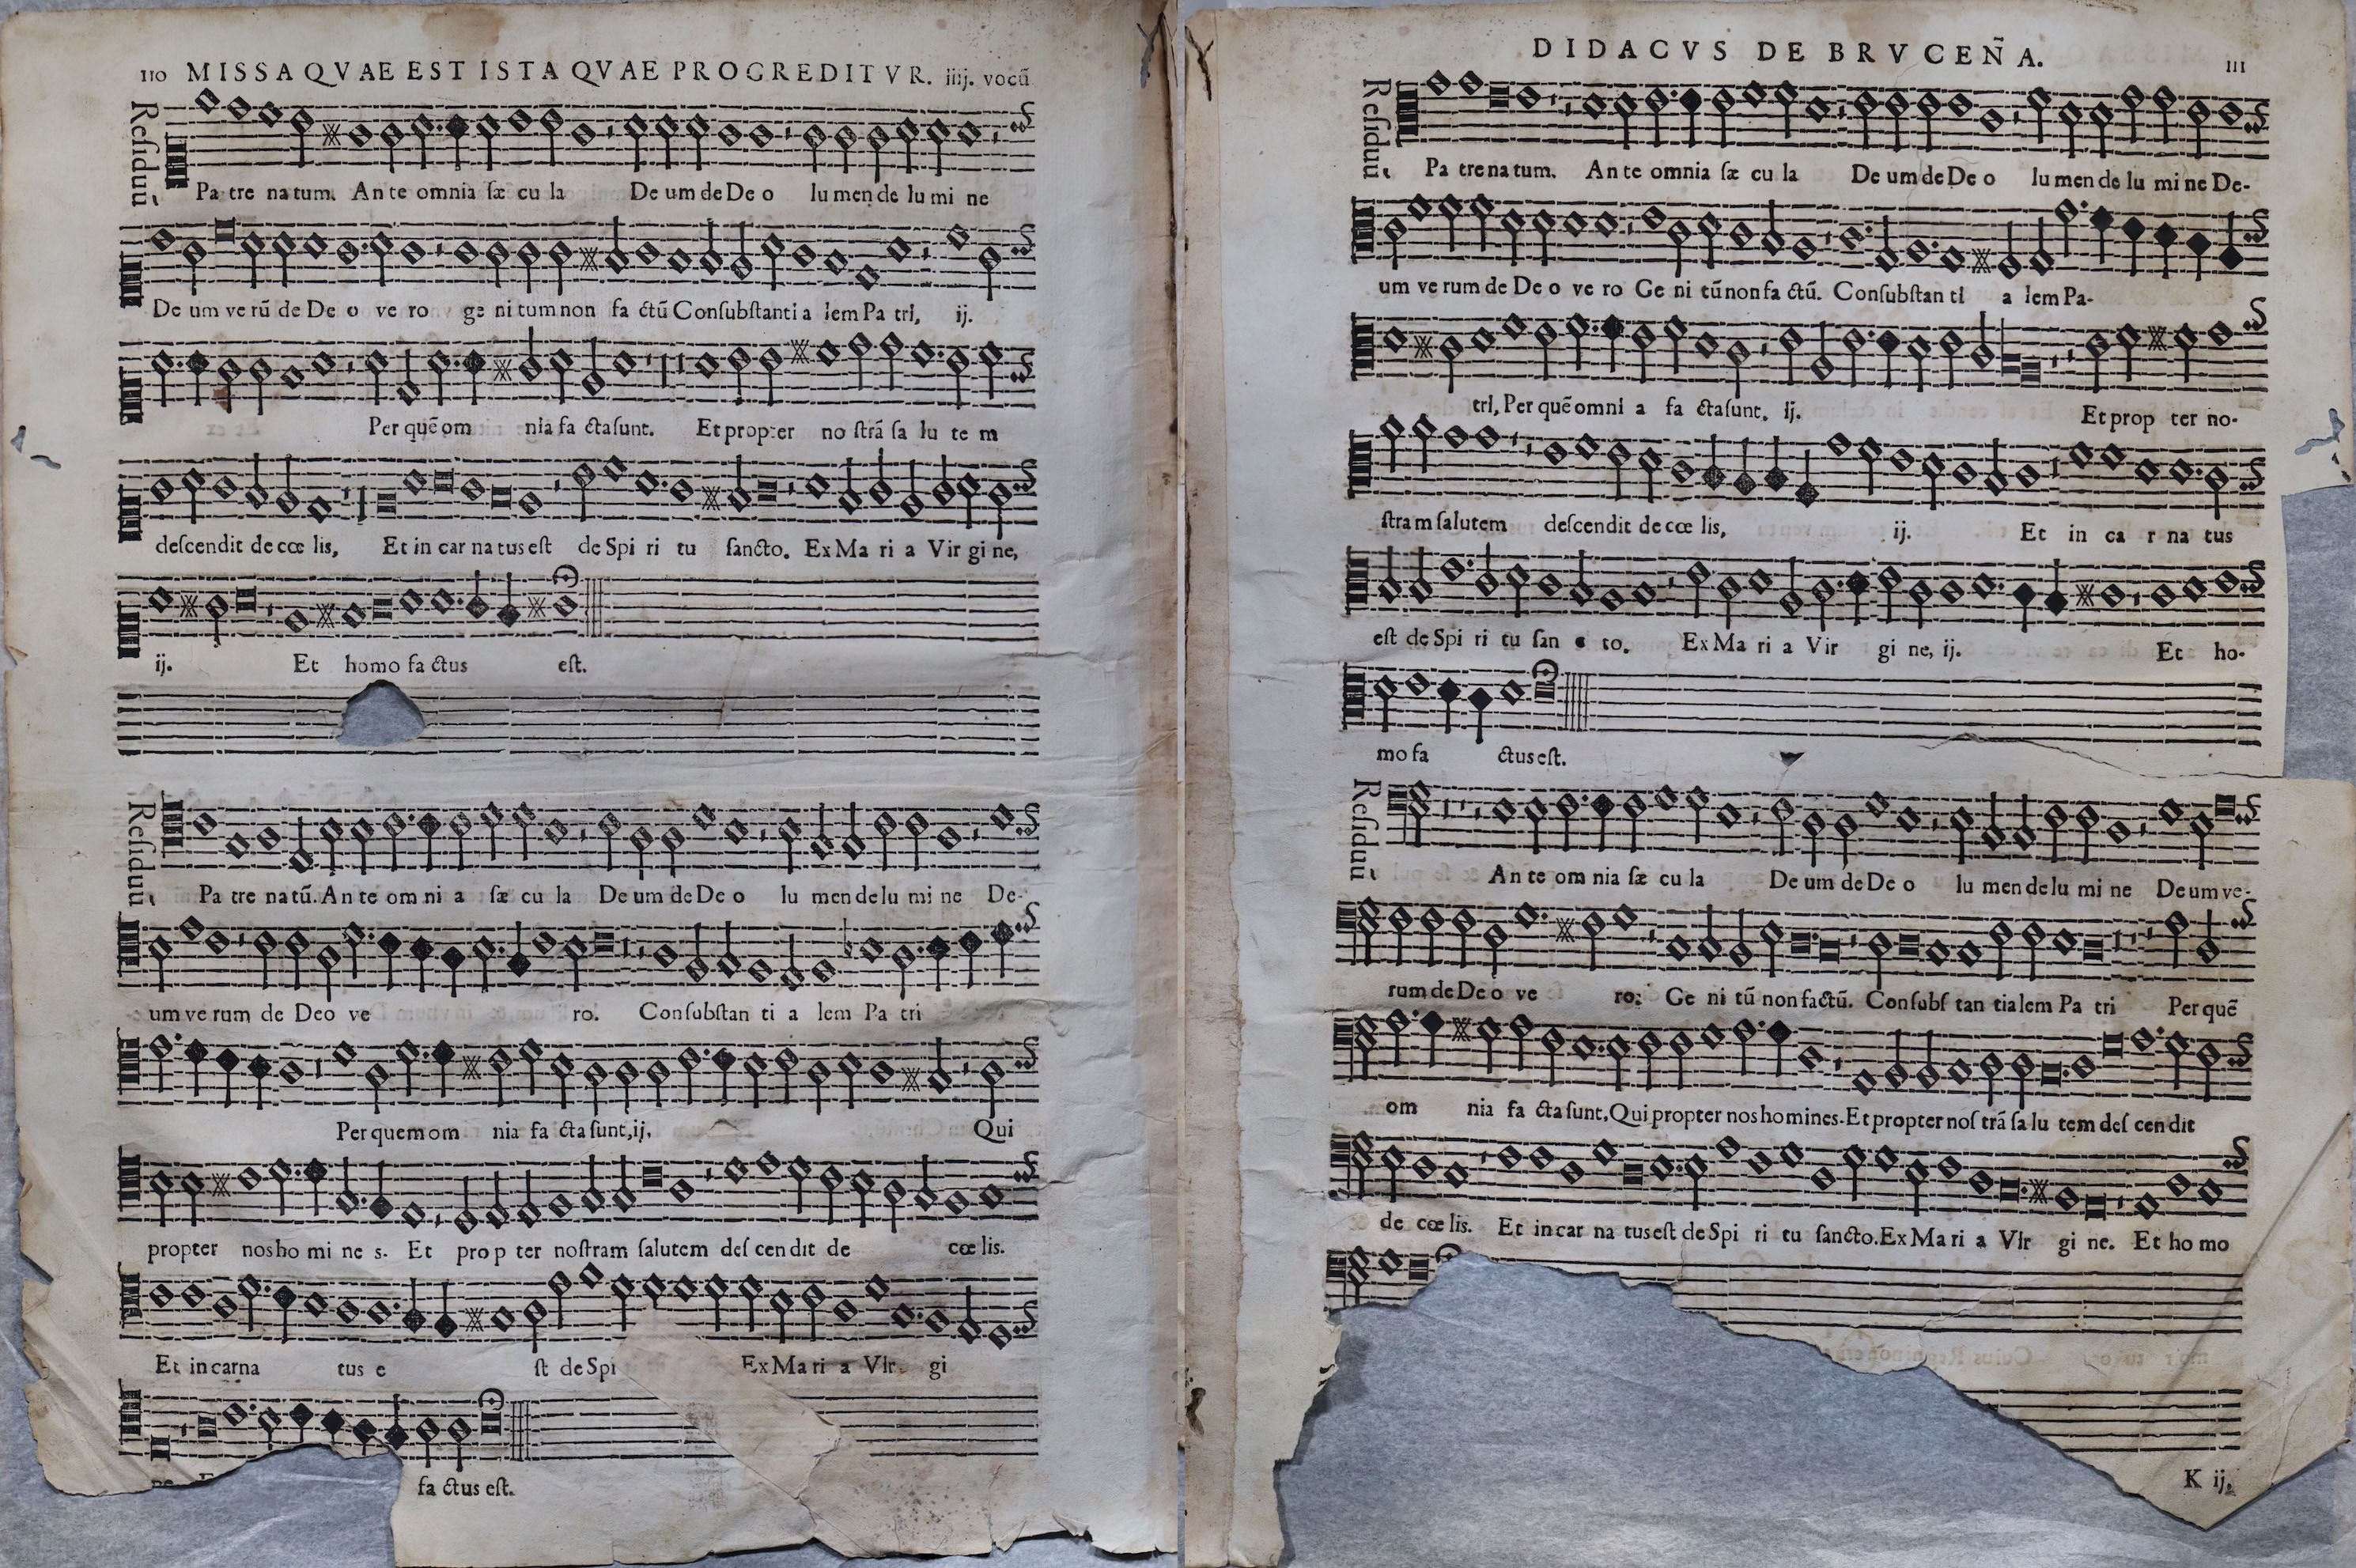 110 MISSA QVAE EST ISTA QVAE PROGREDITVR. iiij. vocū
Residuū
Pa tre na tum. An te omnia sæ cu la De um de De o lu men de lu mi ne
De um ve rū de De o ve ro ge ni tum non fa ctū Consubstanti a lem Pa tri, ij.
Per quē om nia fa cta sunt. Et propter no strā sa lu te m
descendit de cœ lis, Et in car na tus est de Spi ri tu sancto. Ex Ma ri a Vir gi ne,
ij. Et homo fa ctus est.
Residuū
Pa tre na tū. An te om ni a sæ cu la De um de De o lu men de lu mi ne De-
um ve rum de Deo ve ro. Con substan ti a lem Pa tri
Per quem om nia fa cta sunt, ij. Qui
propter nos ho mi ne s. Et prop ter nostram salutem des cen dit de cœ lis.
Et in carna tus e st de Spi Ex Ma ri a Vir gi
fa ctus est.
DIDACVS DE BRVCEÑA. 111
Residuū
Pa tre na tum. An te omnia sæ cu la De um de De o lu men de lu mi ne De-
um ve rum de De o ve ro Ge ni tū non fa ctū. Consubstan ti a lem Pa-
tri, Per quē omni a fa cta sunt. ij. Et prop ter no-
stram salutem descendit de cœ lis, ij. Et in ca r na tus
est de Spi ri tu san c to. Ex Ma ri a Vir gi ne, ij. Et ho-
mo fa ctus est.
Residuū
An te om nia sæ cu la De um de De o lu men de lu mi ne De um ve-
rum de De o ve ro: Ge ni tū non factū. Con subs tan tia lem Pa tri Per quē
om nia fa cta sunt, Qui propter nos homines. Et propter nos trā sa lu tem des cen dit
de cœ lis. Et in car na tus est de Spi ri tu sancto. Ex Ma ri a Vir gi ne. Et ho mo
K ij.